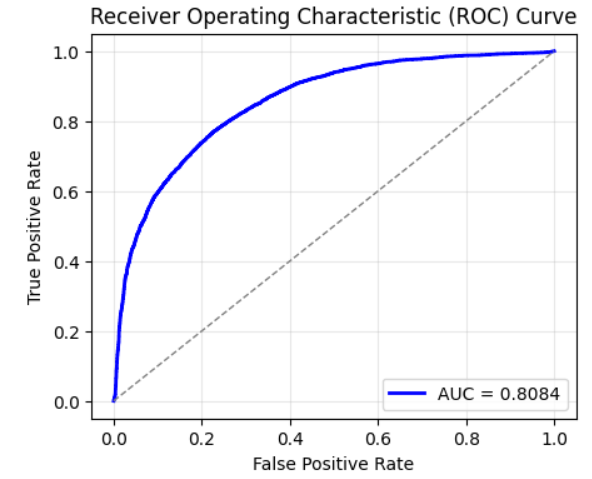 Receiver Operating Characteristic (ROC) Curve
1.0
0.8
0.6
0.4
0.2
0.0
True Positive Rate
AUC = 0.8084
0.0 0.2 0.4 0.6 0.8 1.0
False Positive Rate